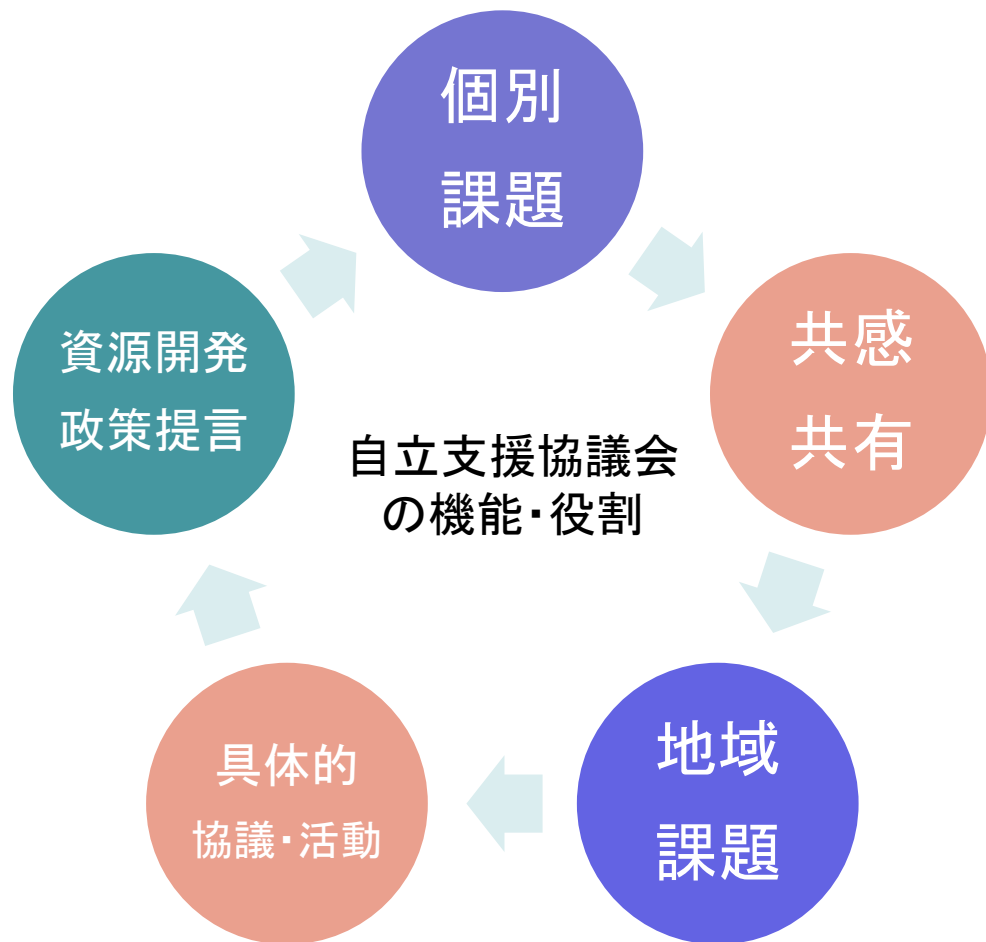 個別
課題
共感
共有
地域
課題
具体的
協議・活動
資源開発
政策提言
自立支援協議会
の機能・役割